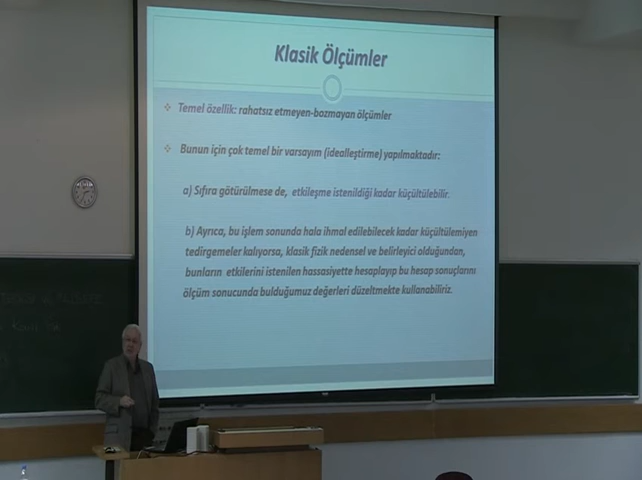 Klasik Ölçümler
Temel özellik: rahatsız etmeyen-bozmayan ölçümler
Bunun için çok temel bir varsayım (idealleştirme) yapılmaktadır:
a) Sıfıra götürülmese de, etkileşme istenildiği kadar küçültülebilir.
b) Ayrıca, bu işlem sonunda hala ihmal edilebilecek kadar küçültülemiyen
tedirgemeler kalıyorsa, klasik fizik nedensel ve belirleyici olduğundan,
bunların etkilerini istenilen hassasiyette hesaplayıp bu hesap sonuçlarını
ölçüm sonucunda bulduğumuz değerleri düzeltmekte kullanabiliriz.